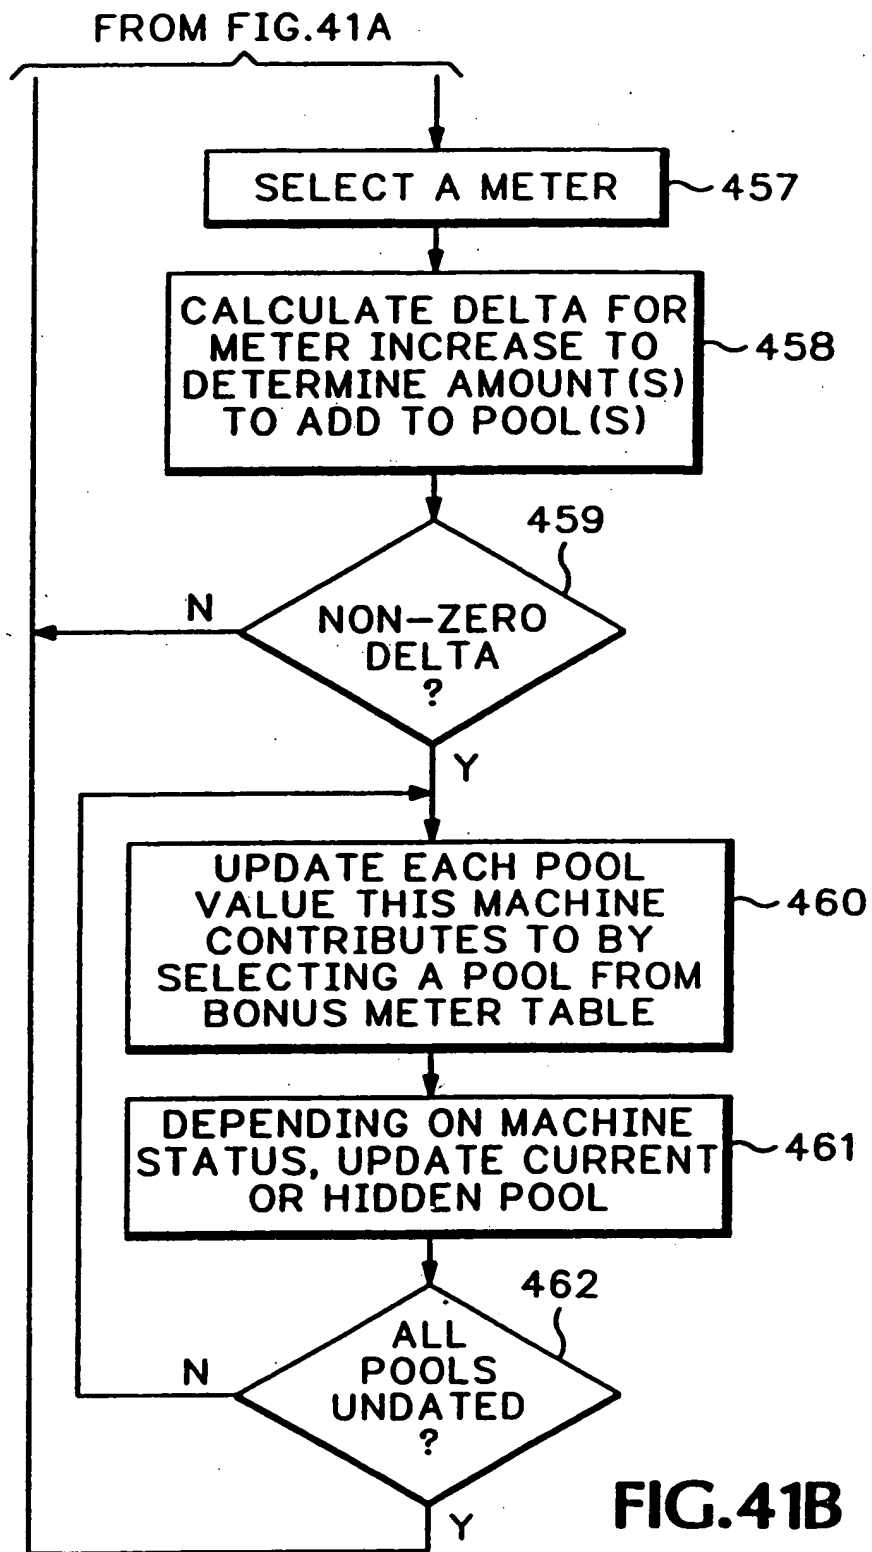 FROM FIG.41A
SELECT A METER
457
CALCULATE DELTA FOR
METER INCREASE TO
DETERMINE AMOUNT(S)
TO ADD TO POOL(S)
458
459
N
NON-ZERO
DELTA
?
Y
UPDATE EACH POOL
VALUE THIS MACHINE
CONTRIBUTES TO BY
SELECTING A POOL FROM
BONUS METER TABLE
460
DEPENDING ON MACHINE
STATUS, UPDATE CURRENT
OR HIDDEN POOL
461
462
N
ALL
POOLS
UNDATED
?
Y
FIG.41B